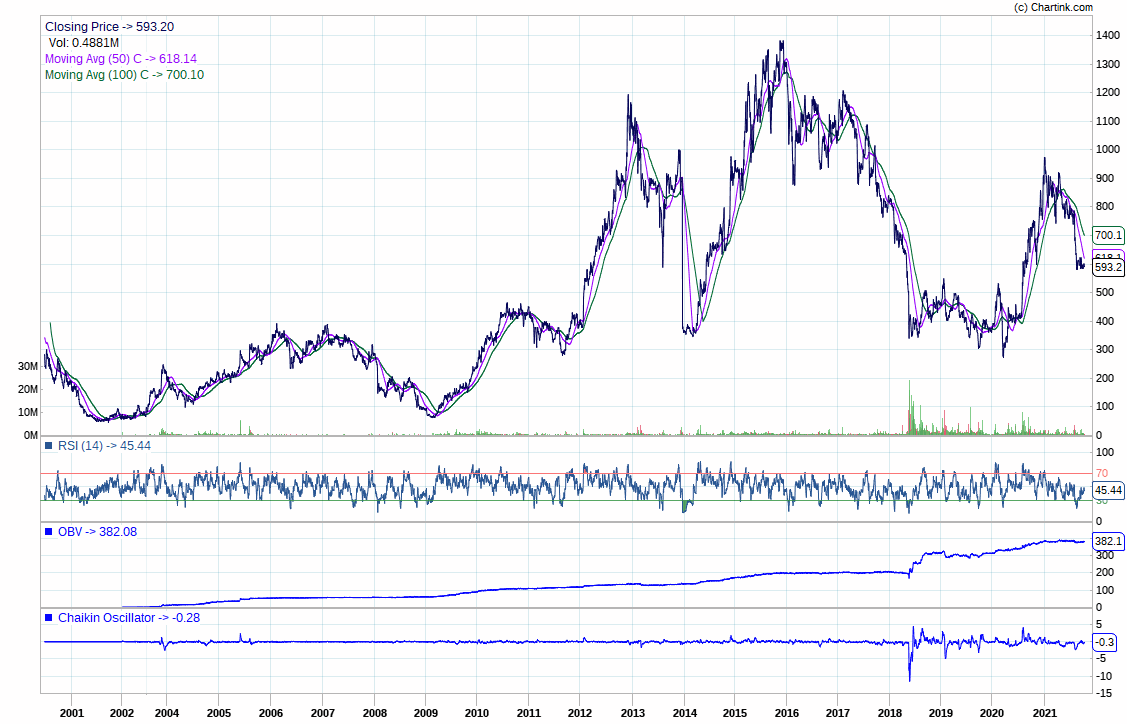 (c) Chartink.com
Closing Price -> 593.20
Vol: 0.4881M
Moving Avg (50) C -> 618.14
Moving Avg (100) C -> 700.10
1400
1300
1200
1100
1000
900
800
700.1
618.1
593.2
500
400
300
200
100
0
30M
20M
10M
0M
RSI (14) -> 45.44
100
70
45.44
30
0
OBV -> 382.08
382.1
300
200
100
0
Chaikin Oscillator -> -0.28
5
-0.3
-5
-10
-15
2001 2002 2004 2005 2006 2007 2008 2009 2010 2011 2012 2013 2014 2015 2016 2017 2018 2019 2020 2021